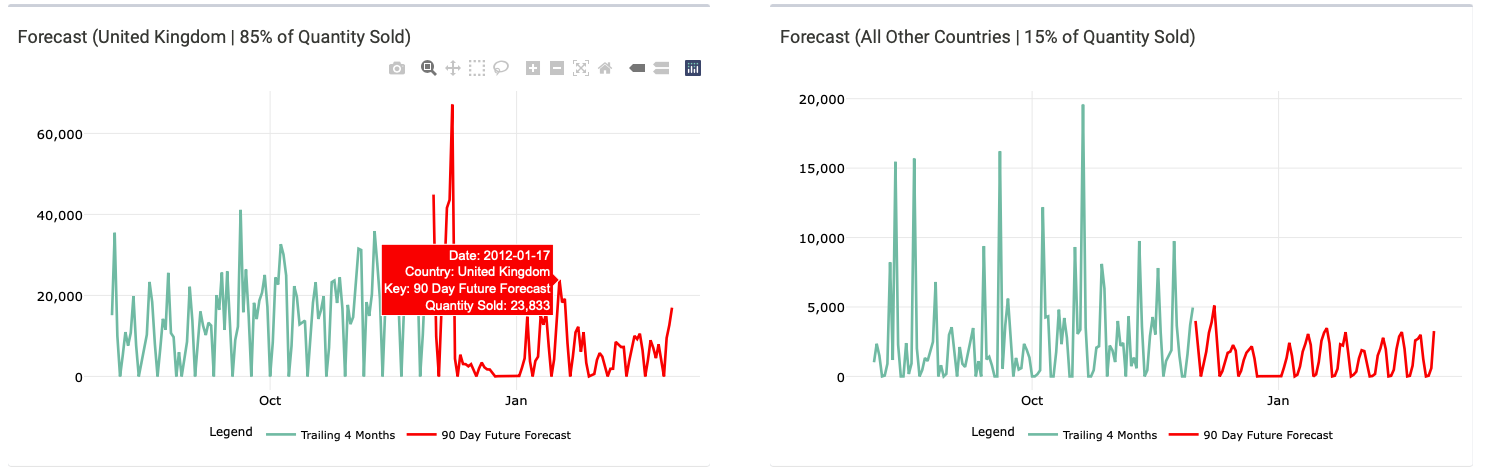 Forecast (United Kingdom | 85% of Quantity Sold)
60,000
40,000
20,000
0
Date: 2012-01-17
Country: United Kingdom
Key: 90 Day Future Forecast
Quantity Sold: 23,833
Oct
Jan
Legend
Trailing 4 Months
90 Day Future Forecast
Forecast (All Other Countries | 15% of Quantity Sold)
20,000
15,000
10,000
5,000
0
Oct
Jan
Legend
Trailing 4 Months
90 Day Future Forecast